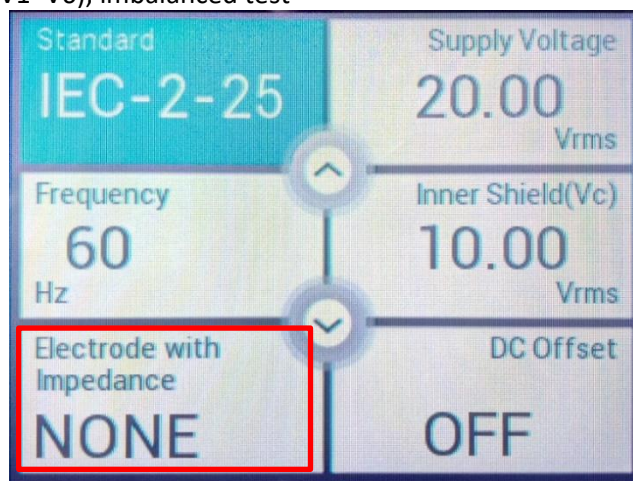 V1~V6), imbalanced test
Standard
IEC-2-25
Supply Voltage
20.00
Vrms
Frequency
60
Hz
Inner Shield(Vc)
10.00
Vrms
Electrode with
Impedance
NONE
DC Offset
OFF